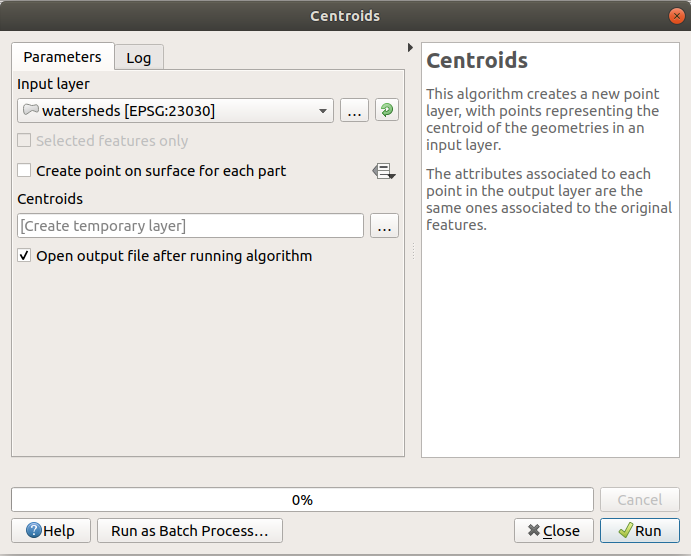 Centroids
Parameters
Log
Input layer
watersheds [EPSG:23030]
...
Selected features only
Create point on surface for each part
Centroids
[Create temporary layer]
...
Open output file after running algorithm
Centroids
This algorithm creates a new point
layer, with points representing the
centroid of the geometries in an
input layer.
The attributes associated to each
point in the output layer are the
same ones associated to the original
features.
0%
Cancel
Help
Run as Batch Process...
Close
Run